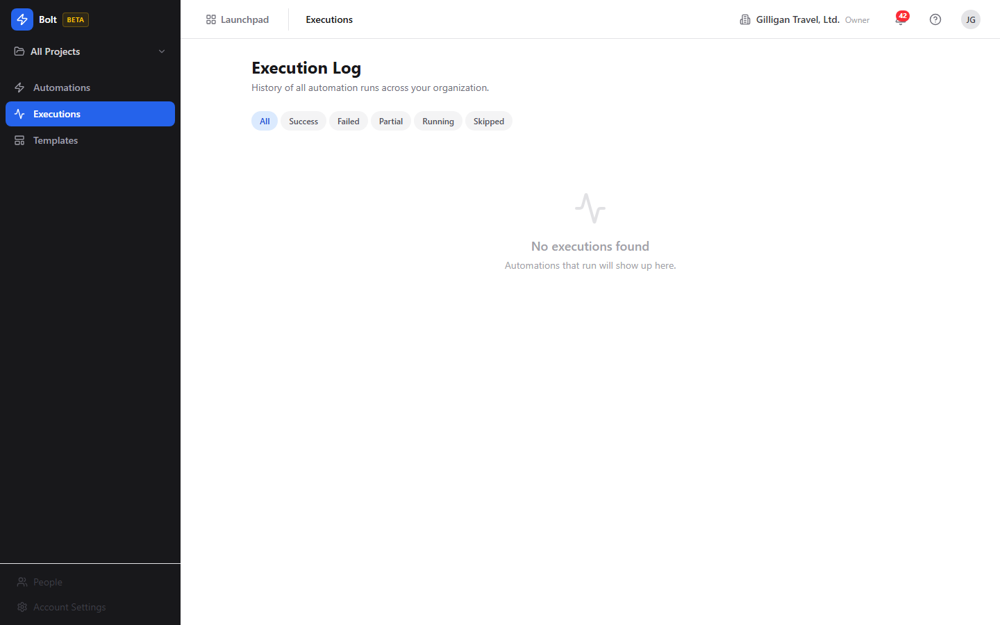 Bolt BETA
All Projects
Automations
Executions
Templates
People
Account Settings
Launchpad
Executions
Gilligan Travel, Ltd. Owner
42
JG
Execution Log
History of all automation runs across your organization.
All Success Failed Partial Running Skipped
No executions found
Automations that run will show up here.